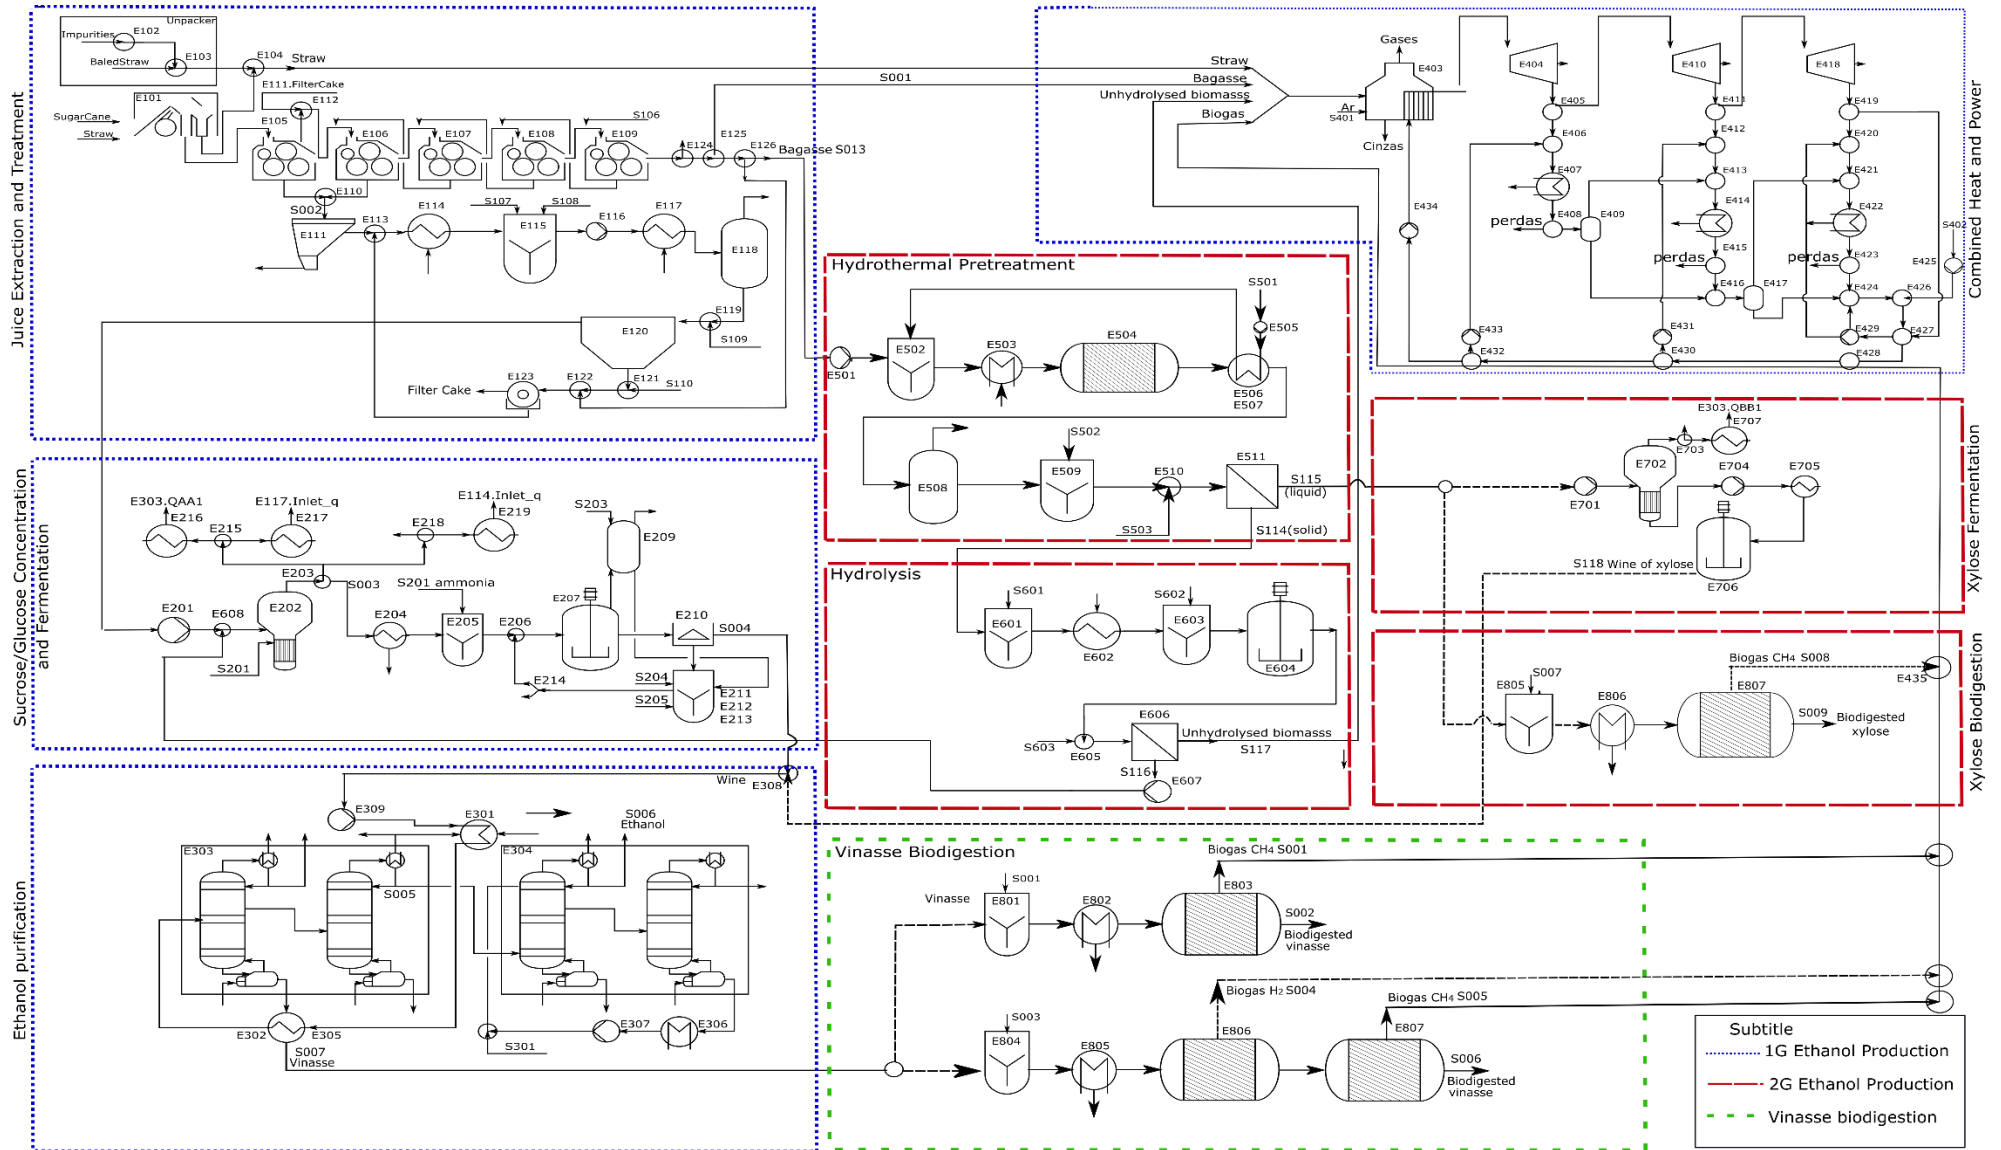 Juice Extraction and Treatment
Unpacker
Impurities
E102
BaledStraw
E103
E104
Straw
S001
E101
SugarCane
Straw
E111.FilterCake
E112
E105
E106
E107
E108
E109
S106
E124
E125
E126
Bagasse S013
E110
S002
E111
E113
E114
S107
S108
E115
E116
E117
E118
E119
S109
E120
E121
S110
E122
E123
Filter Cake
Combined Heat and Power
Straw
Bagasse
Unhydrolysed biomasss
Biogas
Gases
E403
Ar
S401
Cinzas
E404
E405
E406
E407
perdas
E408
E409
E410
E411
E412
E413
E414
E415
perdas
E416
E417
E418
E419
E420
E421
E422
E423
perdas
E424
S402
E425
E426
E427
E428
E429
E430
E431
E432
E433
E434
Hydrothermal Pretreatment
E501
E502
E503
E504
S501
E505
E506
E507
E508
S502
E509
E510
S503
E511
S115
(liquid)
S114(solid)
Xylose Fermentation
E303.QBB1
E707
E703
E702
E704
E705
E701
E706
S118 Wine of xylose
Sucrose/Glucose Concentration
and Fermentation
E303.QAA1
E216
E215
E117.Inlet_q
E217
E114.Inlet_q
E218
E219
E203
S003
E201
E608
E202
S201
E204
S201 ammonia
E205
E206
E207
S203
E209
E210
S004
S204
S205
E214
E211
E212
E213
Hydrolysis
S601
E601
E602
S602
E603
E604
S603
E605
E606
Unhydrolysed biomasss
S117
S116
E607
Xylose Biodigestion
E805
S007
E806
Biogas CH4 S008
E807
E435
S009
Biodigested
xylose
Ethanol purification
Wine
E308
E309
E301
S006
Ethanol
E303
S005
E304
E302
E305
S007
Vinasse
E307
E306
S301
Vinasse Biodigestion
Vinasse
S001
E801
E802
Biogas CH4 S001
E803
S002
Biodigested
vinasse
S003
E804
E805
Biogas H2 S004
E806
Biogas CH4 S005
E807
S006
Biodigested
vinasse
Subtitle
1G Ethanol Production
2G Ethanol Production
Vinasse biodigestion